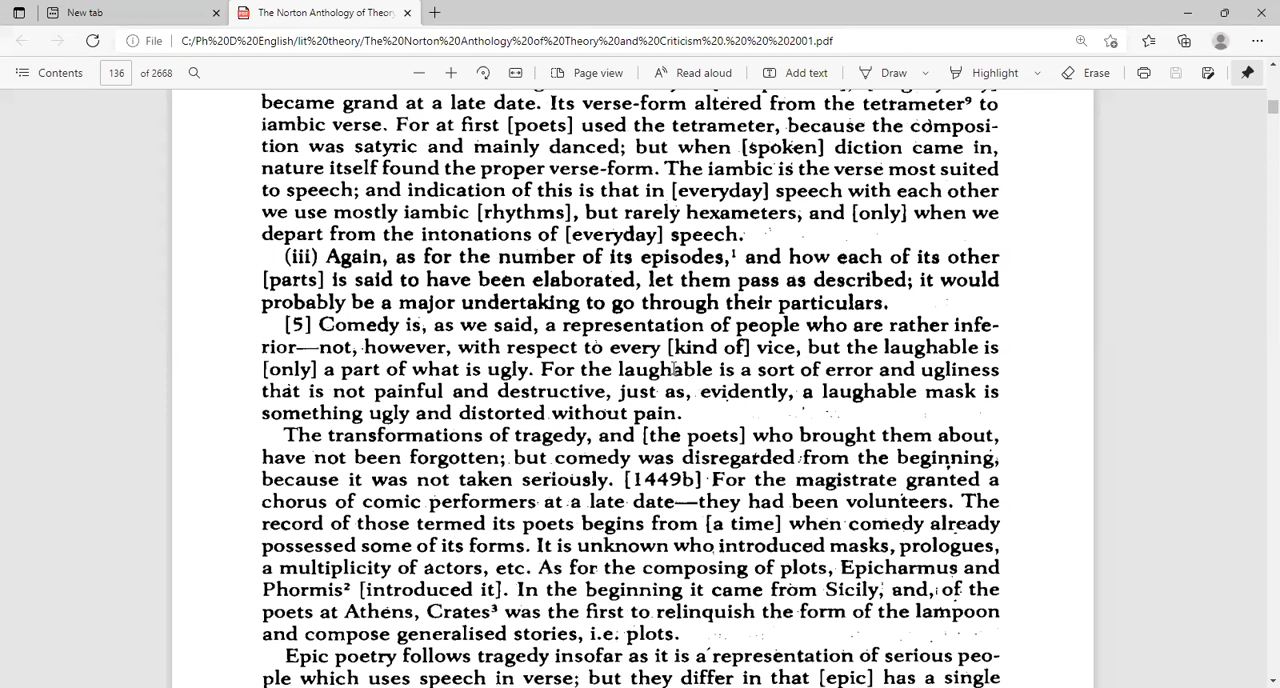 New tab
The Norton Anthology of Theory
File C:/Ph%20D%20English/lit%20theory/The%20Norton%20Anthology%20of%20Theory%20and%20Criticism%20.%20%20%202001.pdf
Contents 136 of 2668 Page view Read aloud Add text Draw Highlight Erase
became grand at a late date. Its verse-form altered from the tetrameter⁹ to
iambic verse. For at first [poets] used the tetrameter, because the composi-
tion was satyric and mainly danced; but when [spoken] diction came in,
nature itself found the proper verse-form. The iambic is the verse most suited
to speech; and indication of this is that in [everyday] speech with each other
we use mostly iambic [rhythms], but rarely hexameters, and [only] when we
depart from the intonations of [everyday] speech.
(iii) Again, as for the number of its episodes,¹ and how each of its other
[parts] is said to have been elaborated, let them pass as described; it would
probably be a major undertaking to go through their particulars.
[5] Comedy is, as we said, a representation of people who are rather infe-
rior—not, however, with respect to every [kind of] vice, but the laughable is
[only] a part of what is ugly. For the laughable is a sort of error and ugliness
that is not painful and destructive, just as, evidently, a laughable mask is
something ugly and distorted without pain.
The transformations of tragedy, and [the poets] who brought them about,
have not been forgotten; but comedy was disregarded from the beginning,
because it was not taken seriously. [1449b] For the magistrate granted a
chorus of comic performers at a late date—they had been volunteers. The
record of those termed its poets begins from [a time] when comedy already
possessed some of its forms. It is unknown who introduced masks, prologues,
a multiplicity of actors, etc. As for the composing of plots, Epicharmus and
Phormis² [introduced it]. In the beginning it came from Sicily; and, of the
poets at Athens, Crates³ was the first to relinquish the form of the lampoon
and compose generalised stories, i.e. plots.
Epic poetry follows tragedy insofar as it is a representation of serious peo-
ple which uses speech in verse; but they differ in that [epic] has a single